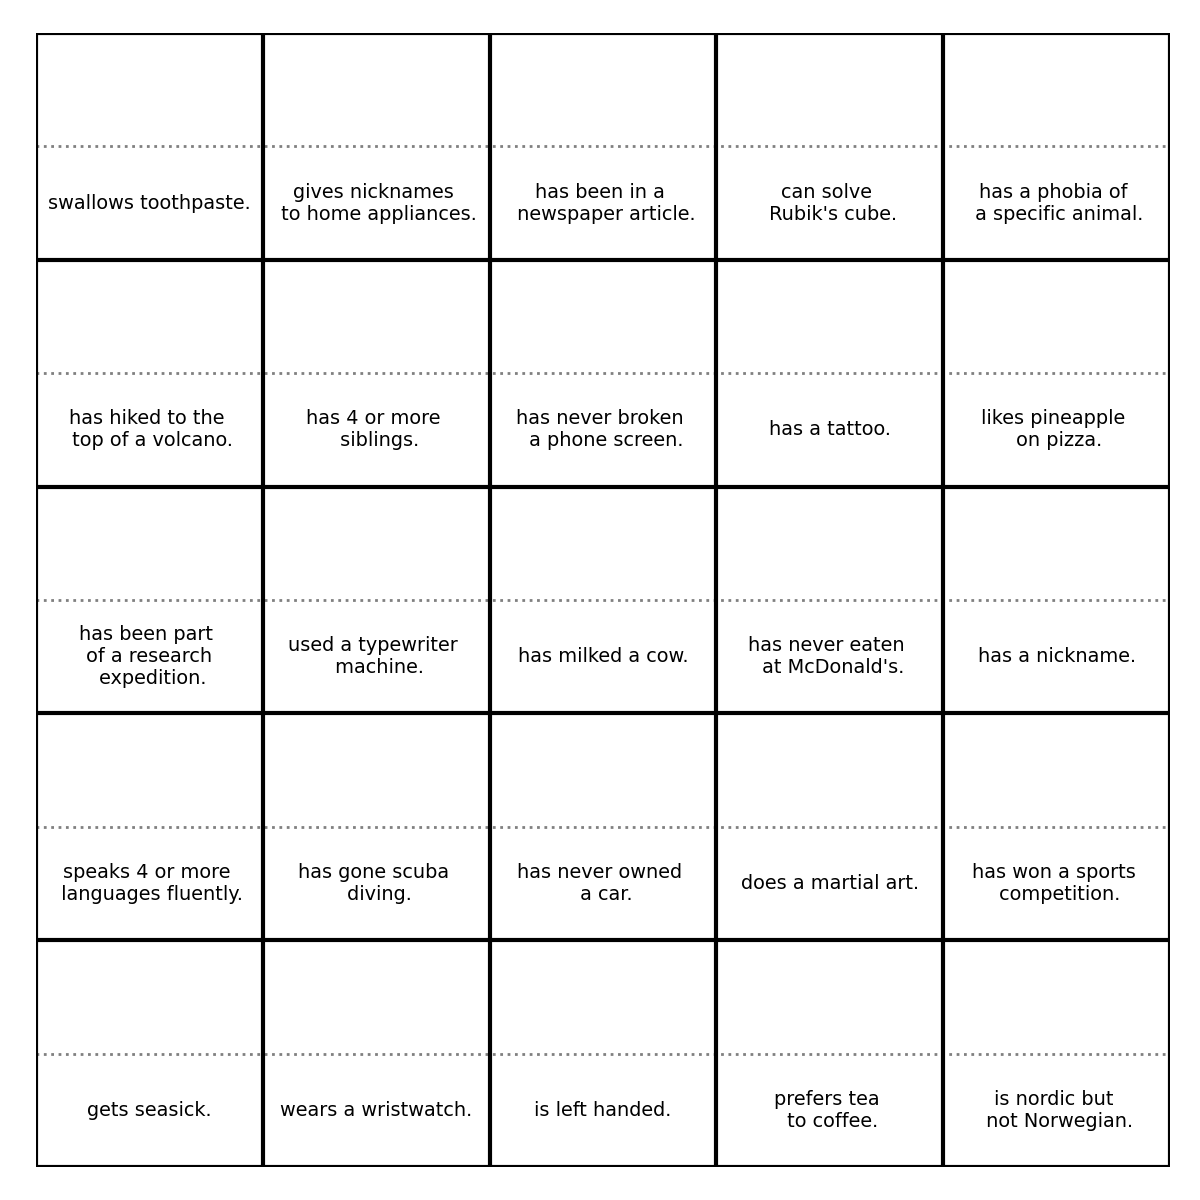 swallows toothpaste.
gives nicknames
to home appliances.
has been in a
newspaper article.
can solve
Rubik's cube.
has a phobia of
a specific animal.
has hiked to the
top of a volcano.
has 4 or more
siblings.
has never broken
a phone screen.
has a tattoo.
likes pineapple
on pizza.
has been part
of a research
expedition.
used a typewriter
machine.
has milked a cow.
has never eaten
at McDonald's.
has a nickname.
speaks 4 or more
languages fluently.
has gone scuba
diving.
has never owned
a car.
does a martial art.
has won a sports
competition.
gets seasick.
wears a wristwatch.
is left handed.
prefers tea
to coffee.
is nordic but
not Norwegian.